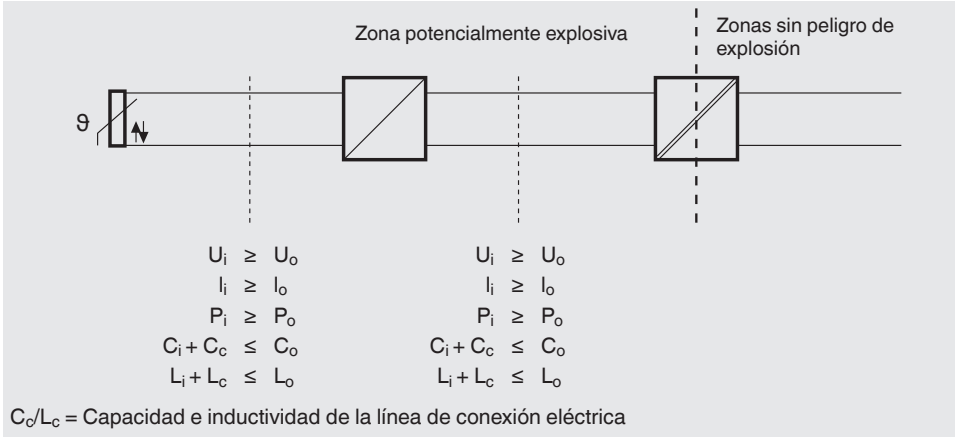 Zona potencialmente explosiva
Zonas sin peligro de
explosión
ϑ
Uᵢ ≥ Uₒ
Iᵢ ≥ Iₒ
Pᵢ ≥ Pₒ
Cᵢ + C꜀ ≤ Cₒ
Lᵢ + L꜀ ≤ Lₒ
Uᵢ ≥ Uₒ
Iᵢ ≥ Iₒ
Pᵢ ≥ Pₒ
Cᵢ + C꜀ ≤ Cₒ
Lᵢ + L꜀ ≤ Lₒ
C꜀/L꜀ = Capacidad e inductividad de la línea de conexión eléctrica